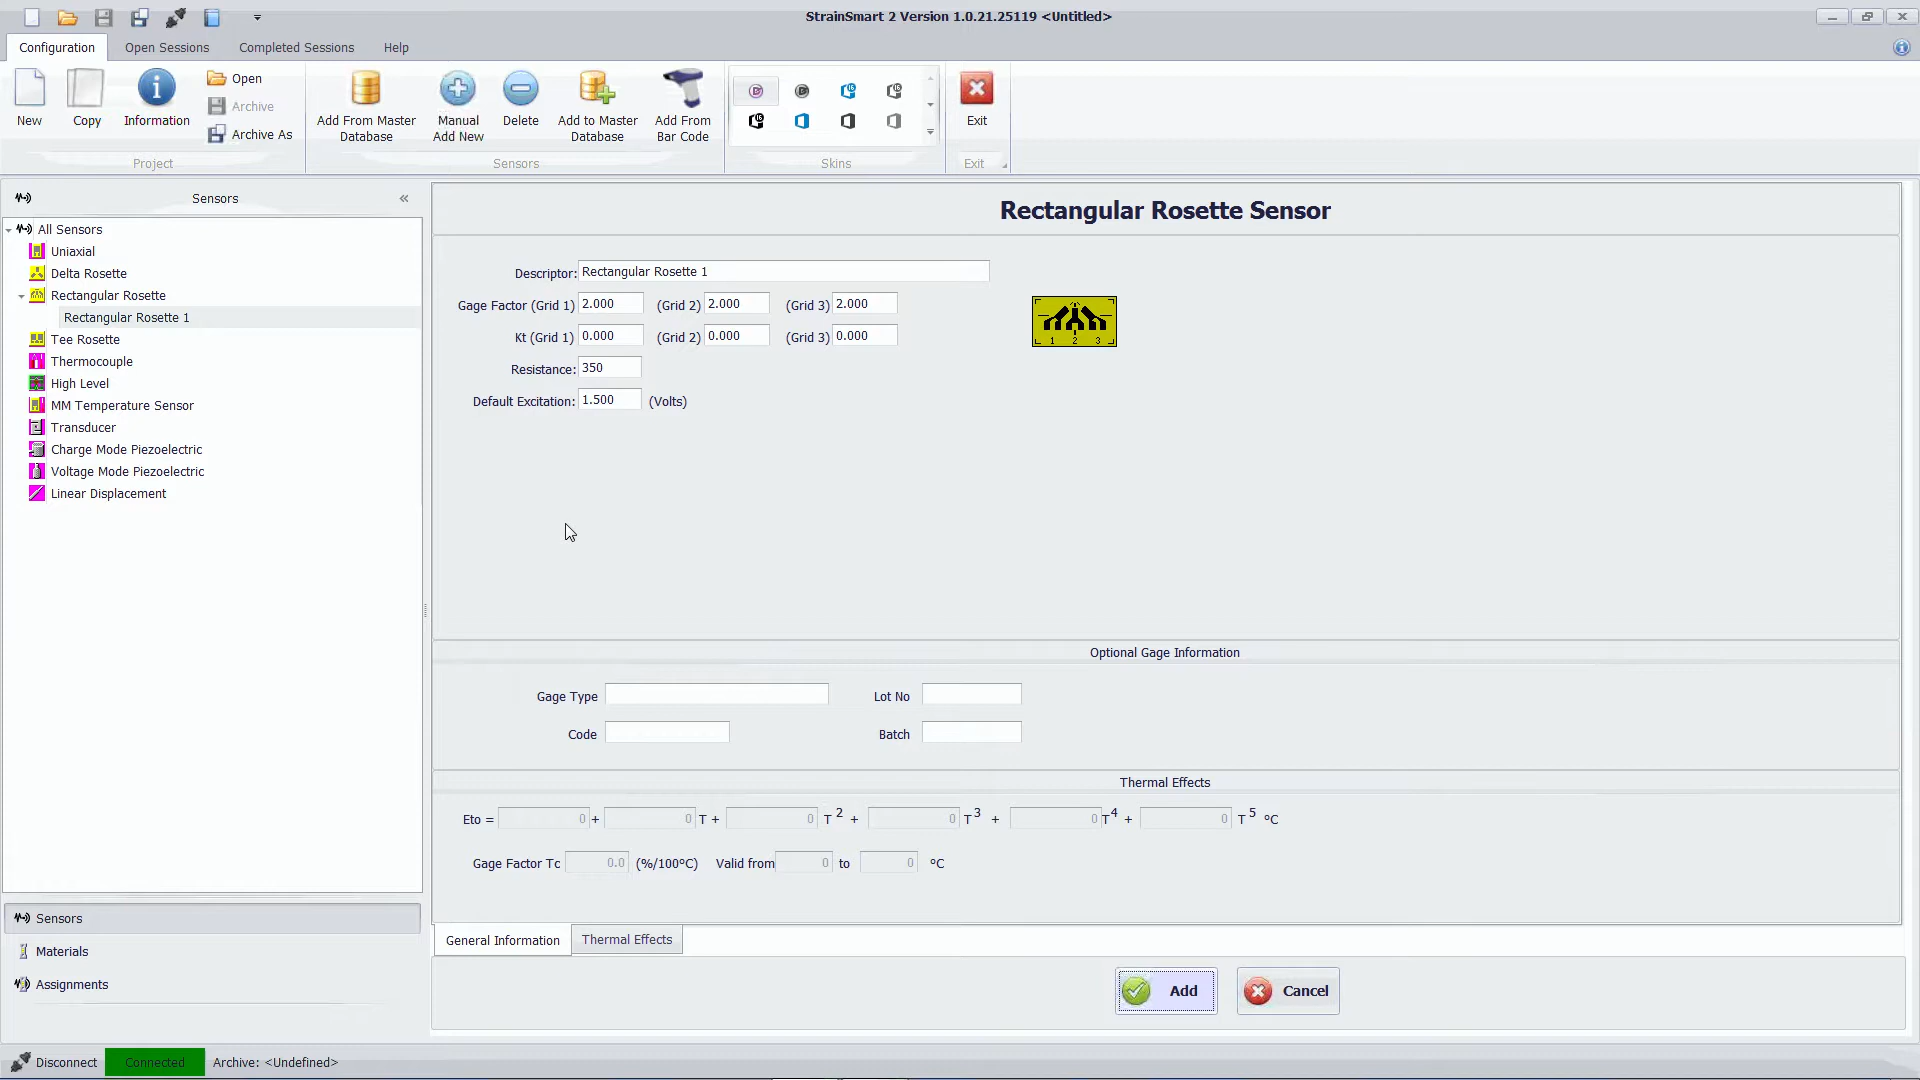 StrainSmart 2 Version 1.0.21.25119 <Untitled>
Configuration Open Sessions Completed Sessions Help
New
Copy
Information
Open
Archive
Archive As
Project
Add From Master Database
Manual Add New
Delete
Add to Master Database
Add From Bar Code
Sensors
Skins
Exit
Exit
Sensors «
All Sensors
Uniaxial
Delta Rosette
Rectangular Rosette
Rectangular Rosette 1
Tee Rosette
Thermocouple
High Level
MM Temperature Sensor
Transducer
Charge Mode Piezoelectric
Voltage Mode Piezoelectric
Linear Displacement
Sensors
Materials
Assignments
Rectangular Rosette Sensor
Descriptor: Rectangular Rosette 1
Gage Factor (Grid 1) 2.000 (Grid 2) 2.000 (Grid 3) 2.000
Kt (Grid 1) 0.000 (Grid 2) 0.000 (Grid 3) 0.000
Resistance: 350
Default Excitation: 1.500 (Volts)
1 2 3
Optional Gage Information
Gage Type Lot No
Code Batch
Thermal Effects
Eto = 0 + 0 T + 0 T 2 + 0 T 3 + 0 T 4 + 0 T 5 ºC
Gage Factor Tc 0.0 (%/100ºC) Valid from 0 to 0 ºC
General Information Thermal Effects
Add Cancel
Disconnect Connected Archive: <Undefined>